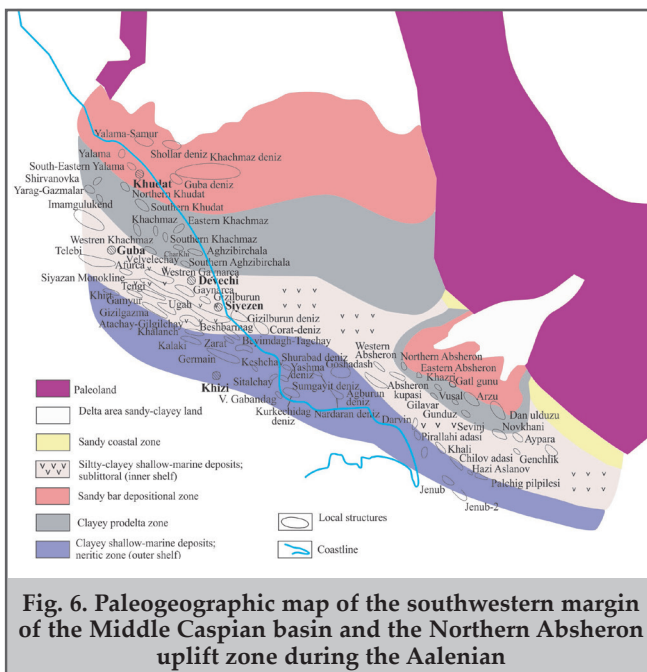 Yalama-Samur
Shollar deniz
Yalama
Khachmaz deniz
South-Eastern Yalama
Shirvanovka
Khudat
Guba deniz
Yarag-Gazmalar
Northern Khudat
Imamgulukend
Southern Khudat
Khachmaz
Eastern Khachmaz
Westren Khachmaz
Southern Khachmaz
Telebi
Guba
Aghzibirchala
Velvelechay
Afurca
Southern Aghzibirchala
Westren Gaynarca
Siyazan Monokline
Tengi
Devechi
Gaynarca
Khirt
Gizilburun
Gamyur
Ugah
Siyezen
Gizilgazma
Gizilburun deniz
Atachay-Gilgilchay
Beshbarmag
Corat-deniz
Khalanch
Zarat
Beyimdagh-Tagchay
Kalaki
Western
Absheron
Northern Absheron
Germain
Keshchay
Shurabad deniz
Yashma
deniz
Goshadash
Eastern Absheron
Khazri
Gatl gunu
Khizi
Sitalchay
Sumgayit deniz
Absheron
kupasi
Vusal
Arzu
V. Gabandag
Agburun
deniz
Gilavar
Dan ulduzu
Kurkechidag
deniz
Nardaran deniz
Darvin
Gunduz
Sevinj
Novkhani
Pirallahi adasi
Aypara
Khali
Chilov adasi
Genchlik
Hazi Aslanov
Palchig pilpilesi
Jenub
Jenub-2
Paleoland
Delta area sandy-clayey land
Sandy coastal zone
Siltty-clayey shallow-marine deposits;
sublittoral (inner shelf)
Sandy bar depositional zone
Clayey prodelta zone
Clayey shallow-marine deposits;
neritic zone (outer shelf)
Local structures
Coastline
Fig. 6. Paleogeographic map of the southwestern margin
of the Middle Caspian basin and the Northern Absheron
uplift zone during the Aalenian